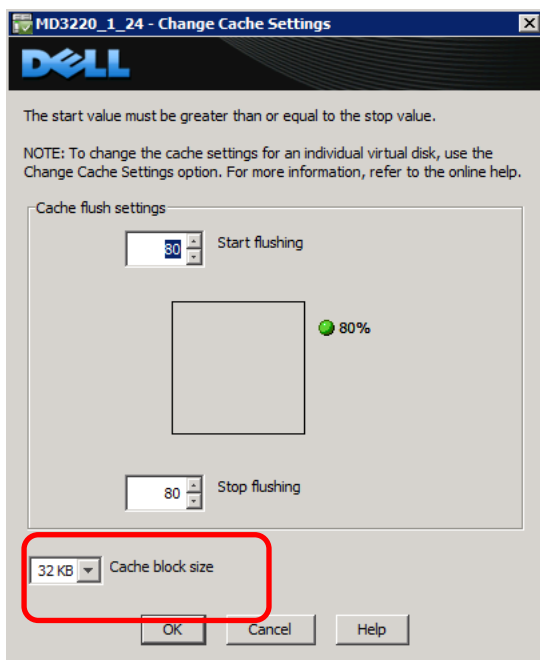 MD3220_1_24 - Change Cache Settings
DELL
The start value must be greater than or equal to the stop value.
NOTE: To change the cache settings for an individual virtual disk, use the
Change Cache Settings option. For more information, refer to the online help.
Cache flush settings
80 Start flushing
80%
80 Stop flushing
32 KB Cache block size
OK Cancel Help